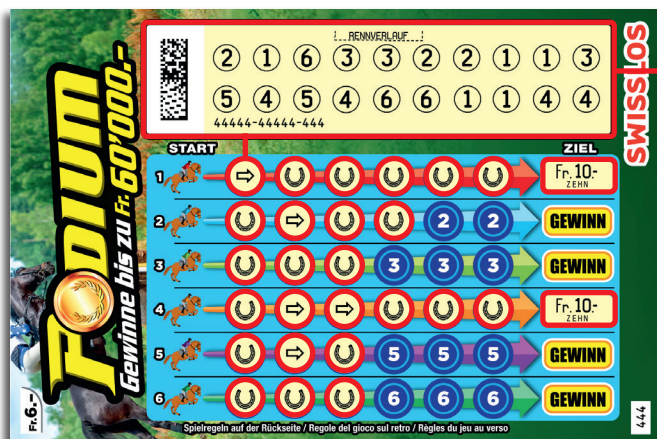 PODIUM
Gewinne bis zu Fr. 60'000.-
Fr.6.-
RENNVERLAUF
2 1 6 3 3 2 2 1 1 3
5 4 5 4 6 6 1 1 4 4
44444-44444-444
SWISSLOS
START ZIEL
1 Fr.10.-
ZEHN
2 2 2 GEWINN
3 3 3 3 GEWINN
4 Fr.10.-
ZEHN
5 5 5 5 GEWINN
6 6 6 6 GEWINN
Spielregeln auf der Rückseite / Regole del gioco sul retro / Règles du jeu au verso
444